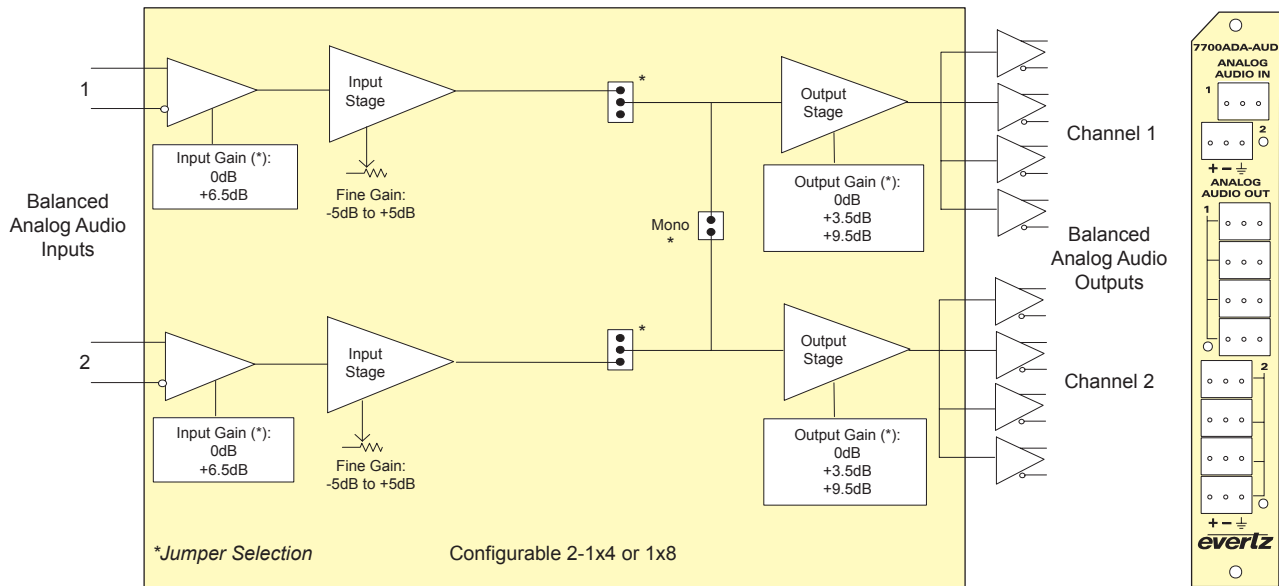 1
Input
Stage
*
Output
Stage
Channel 1
Input Gain (*):
0dB
+6.5dB
Fine Gain:
-5dB to +5dB
Output Gain (*):
0dB
+3.5dB
+9.5dB
Balanced
Analog Audio
Inputs
Mono
*
Balanced
Analog Audio
Outputs
2
Input
Stage
*
Output
Stage
Channel 2
Input Gain (*):
0dB
+6.5dB
Fine Gain:
-5dB to +5dB
Output Gain (*):
0dB
+3.5dB
+9.5dB
*Jumper Selection
Configurable 2-1x4 or 1x8
7700ADA-AUD
ANALOG
AUDIO IN
1
2
+ -
ANALOG
AUDIO OUT
1
2
+ -
evertz